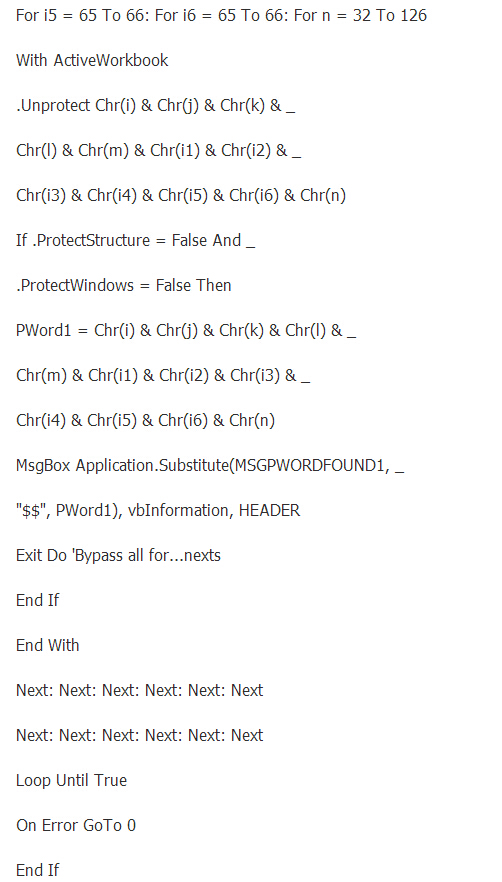 For i5 = 65 To 66: For i6 = 65 To 66: For n = 32 To 126
With ActiveWorkbook
.Unprotect Chr(i) & Chr(j) & Chr(k) & _
Chr(l) & Chr(m) & Chr(i1) & Chr(i2) & _
Chr(i3) & Chr(i4) & Chr(i5) & Chr(i6) & Chr(n)
If .ProtectStructure = False And _
.ProtectWindows = False Then
PWord1 = Chr(i) & Chr(j) & Chr(k) & Chr(l) & _
Chr(m) & Chr(i1) & Chr(i2) & Chr(i3) & _
Chr(i4) & Chr(i5) & Chr(i6) & Chr(n)
MsgBox Application.Substitute(MSGPWORDFOUND1, _
"$$", PWord1), vbInformation, HEADER
Exit Do 'Bypass all for...nexts
End If
End With
Next: Next: Next: Next: Next: Next
Next: Next: Next: Next: Next: Next
Loop Until True
On Error GoTo 0
End If